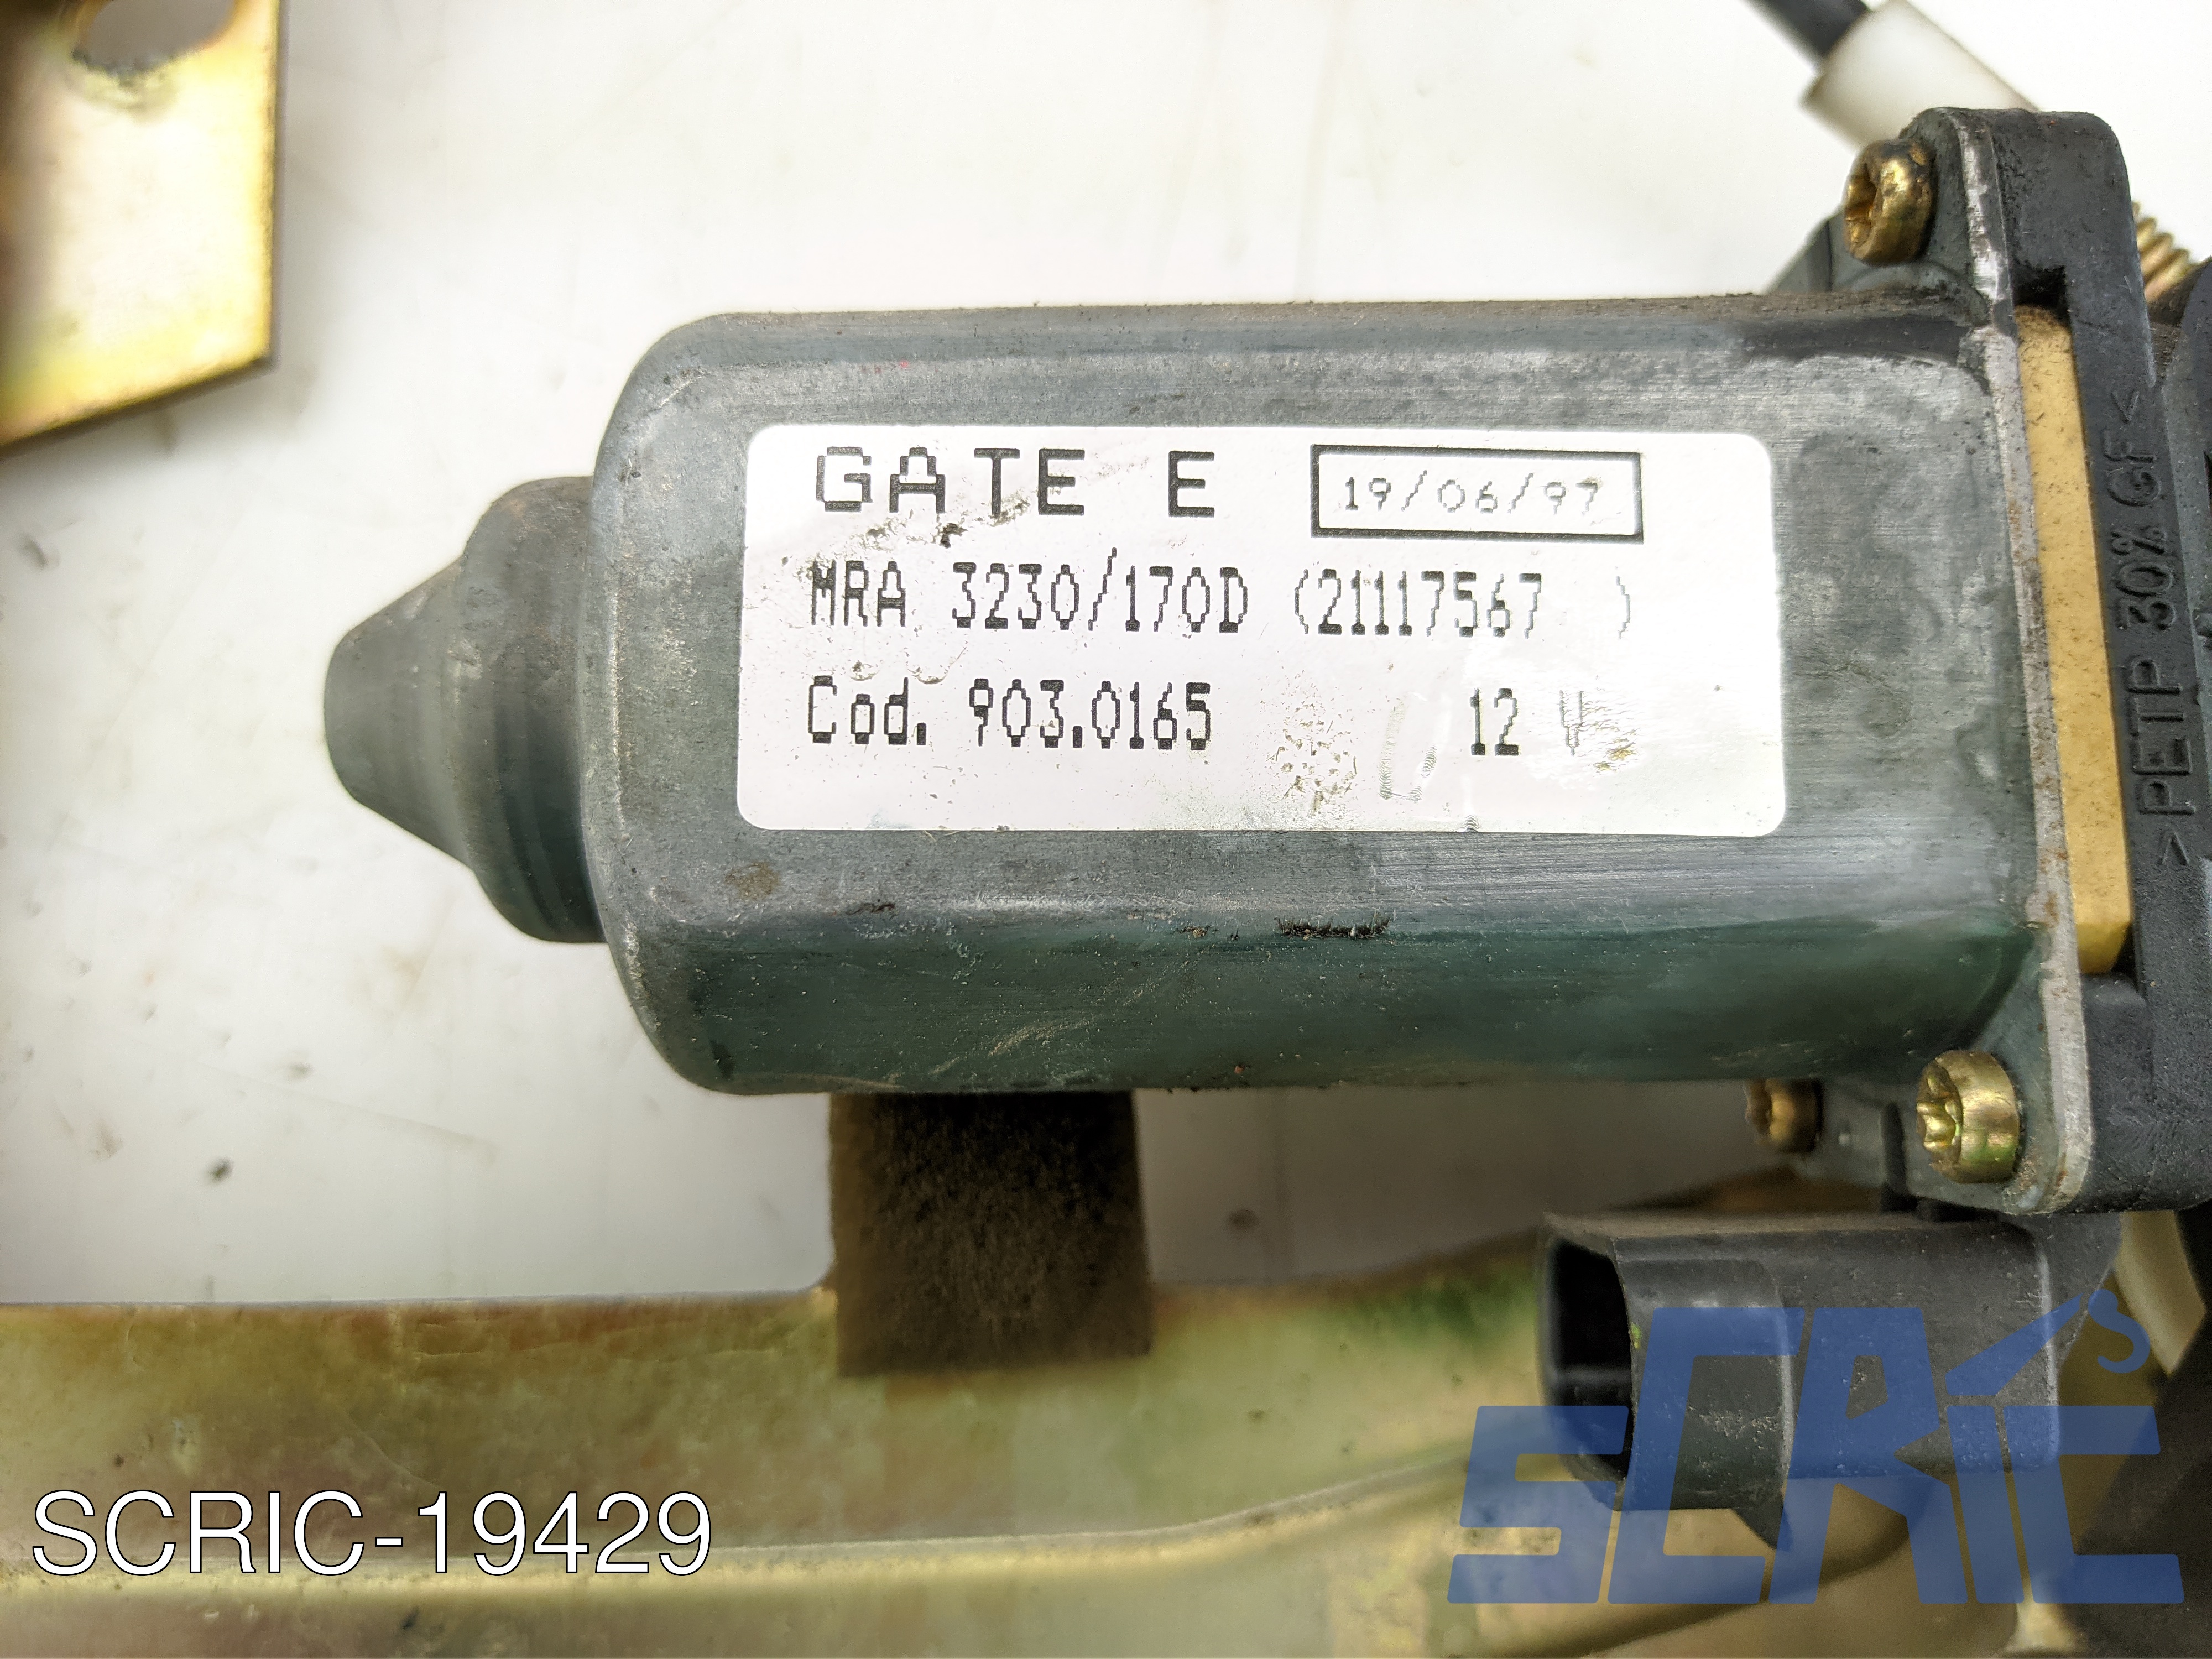 GATE E 19/06/97
MRA 3230/170D (21117567 )
Cod. 903.0165 12 V
>PETP 30% GF<
SCRIC
SCRIC-19429